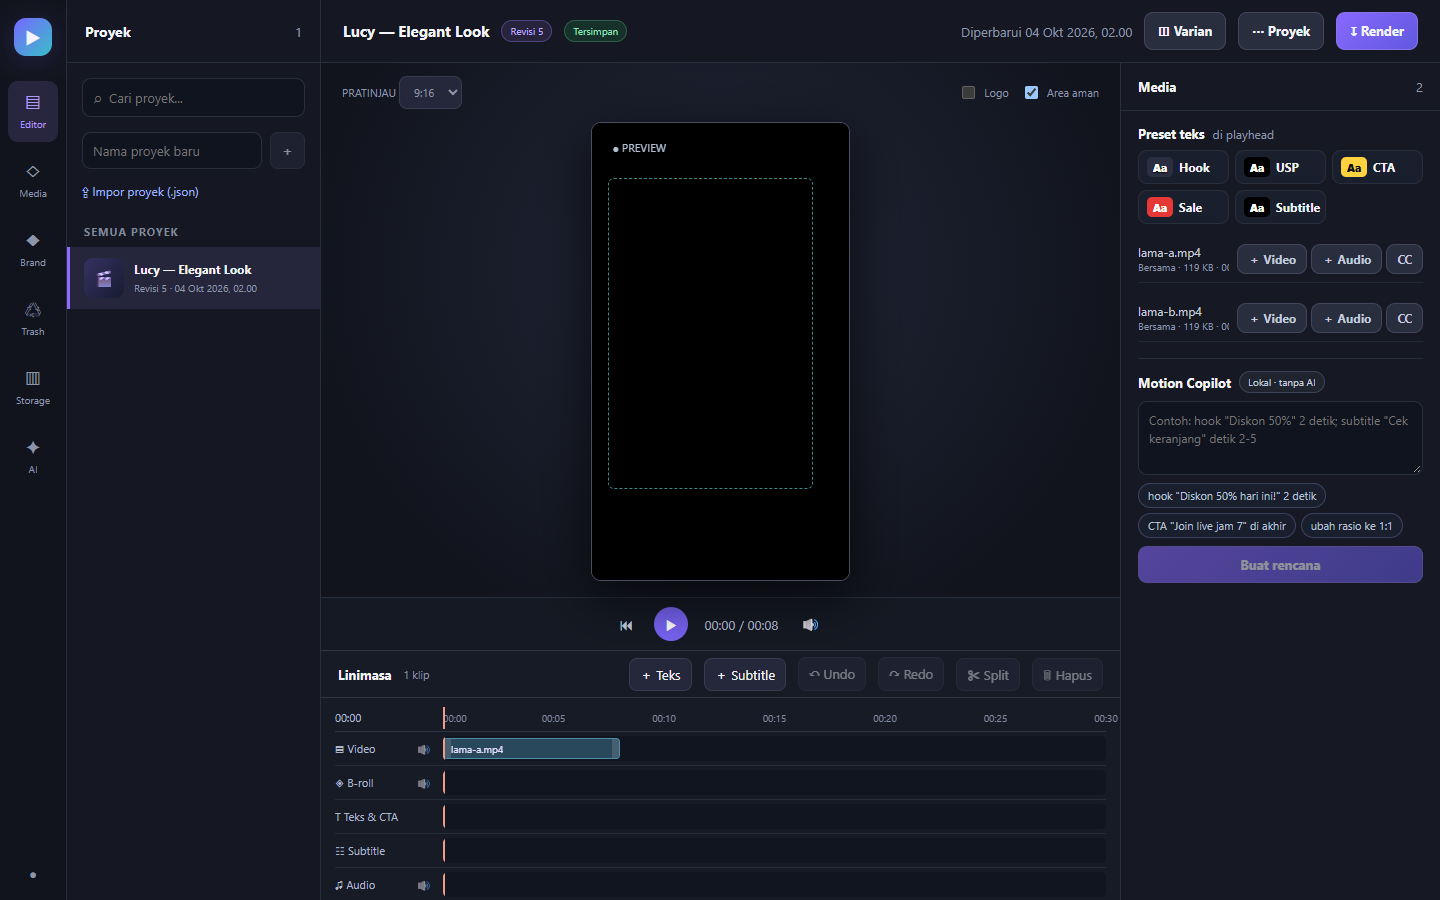 Editor
Media
Brand
Trash
Storage
AI
Proyek
1
Cari proyek...
Nama proyek baru
+
Impor proyek (.json)
SEMUA PROYEK
Lucy — Elegant Look
Revisi 5 · 04 Okt 2026, 02.00
Lucy — Elegant Look
Revisi 5
Tersimpan
Diperbarui 04 Okt 2026, 02.00
Varian
Proyek
Render
PRATINJAU
9:16
Logo
Area aman
PREVIEW
00:00 / 00:08
Linimasa
1 klip
+ Teks
+ Subtitle
Undo
Redo
Split
Hapus
00:00
00:00
00:05
00:10
00:15
00:20
00:25
00:30
Video
lama-a.mp4
B-roll
T Teks & CTA
Subtitle
Audio
Media
2
Preset teks
di playhead
Aa Hook
Aa USP
Aa CTA
Aa Sale
Aa Subtitle
lama-a.mp4
Bersama · 119 KB ·
+ Video
+ Audio
CC
lama-b.mp4
Bersama · 119 KB ·
+ Video
+ Audio
CC
Motion Copilot
Lokal · tanpa AI
Contoh: hook "Diskon 50%" 2 detik; subtitle "Cek
keranjang" detik 2-5
hook "Diskon 50% hari ini!" 2 detik
CTA "Join live jam 7" di akhir
ubah rasio ke 1:1
Buat rencana